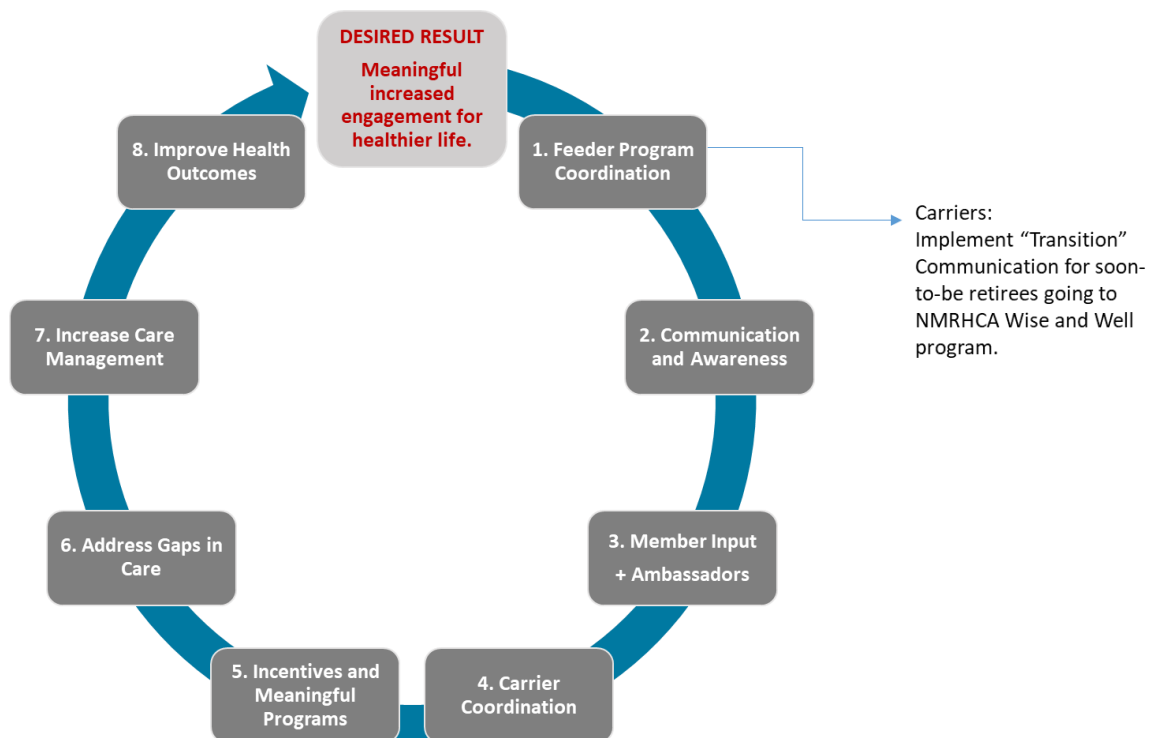 DESIRED RESULT
Meaningful
increased
engagement for
healthier life.
1. Feeder Program
Coordination
Carriers:
Implement “Transition”
Communication for soon-
to-be retirees going to
NMRHCA Wise and Well
program.
2. Communication
and Awareness
3. Member Input
+ Ambassadors
4. Carrier
Coordination
5. Incentives and
Meaningful
Programs
6. Address Gaps in
Care
7. Increase Care
Management
8. Improve Health
Outcomes